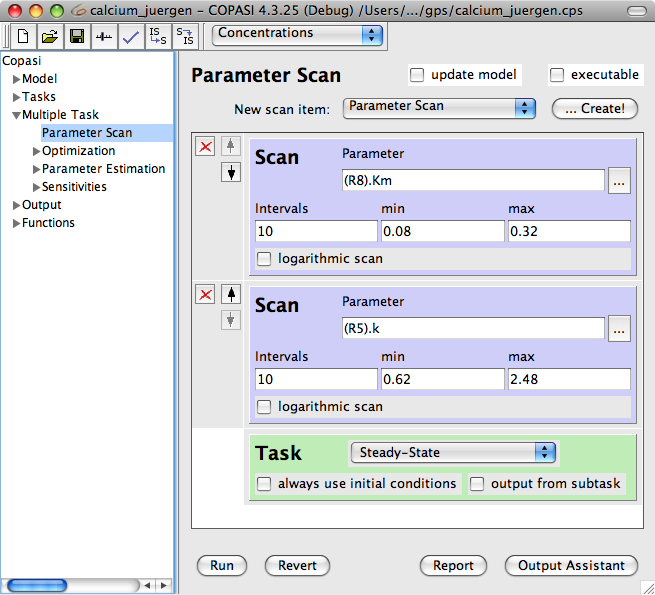 calcium_juergen - COPASI 4.3.25 (Debug) /Users/.../gps/calcium_juergen.cps
IS →S
S→ IS
Concentrations
Copasi
Model
Tasks
Multiple Task
Parameter Scan
Optimization
Parameter Estimation
Sensitivities
Output
Functions
Parameter Scan
update model
executable
New scan item:
Parameter Scan
... Create!
Scan
Parameter
(R8).Km
...
Intervals
min
max
10
0.08
0.32
logarithmic scan
Scan
Parameter
(R5).k
...
Intervals
min
max
10
0.62
2.48
logarithmic scan
Task
Steady-State
always use initial conditions
output from subtask
Run
Revert
Report
Output Assistant